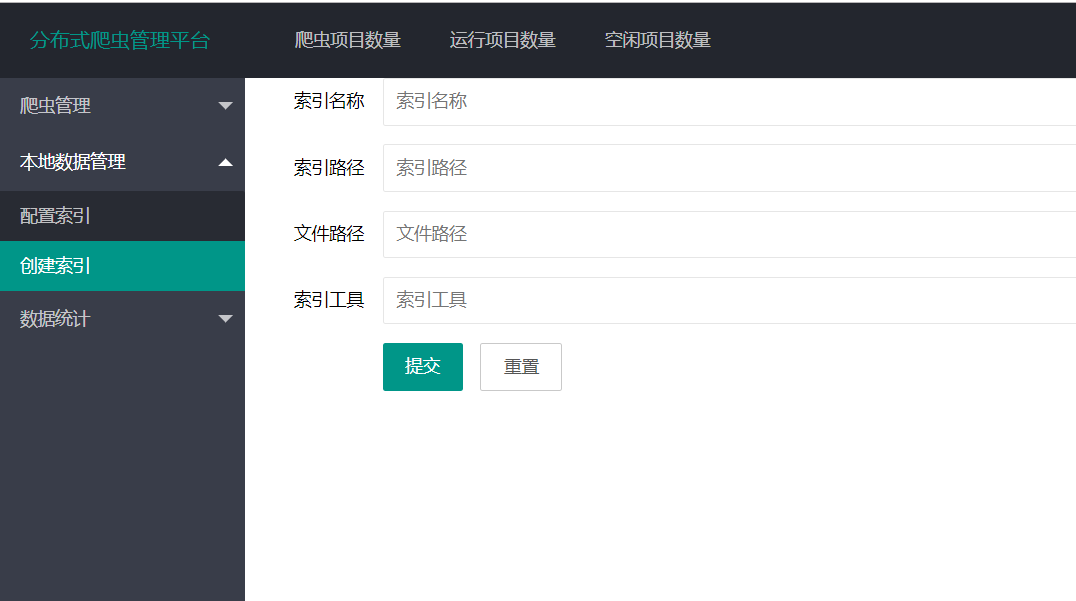 分布式爬虫管理平台
爬虫项目数量
运行项目数量
空闲项目数量
爬虫管理
本地数据管理
配置索引
创建索引
数据统计
索引名称
索引名称
索引路径
索引路径
文件路径
文件路径
索引工具
索引工具
提交
重置